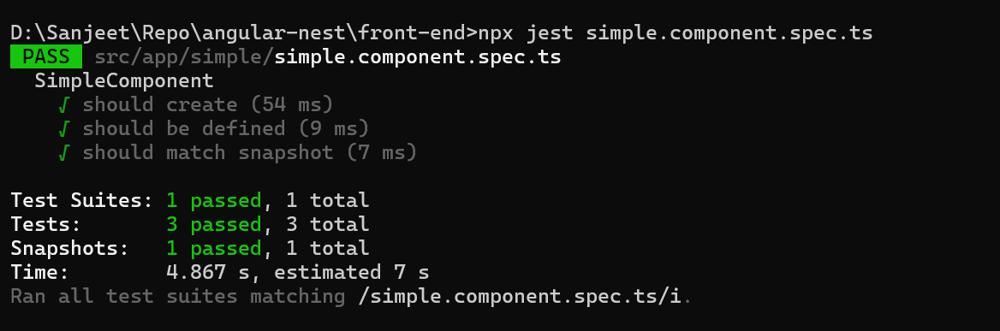 D:\Sanjeet\Repo\angular-nest\front-end>npx jest simple.component.spec.ts
PASS src/app/simple/simple.component.spec.ts
SimpleComponent
√ should create (54 ms)
√ should be defined (9 ms)
√ should match snapshot (7 ms)
Test Suites: 1 passed, 1 total
Tests: 3 passed, 3 total
Snapshots: 1 passed, 1 total
Time: 4.867 s, estimated 7 s
Ran all test suites matching /simple.component.spec.ts/i.